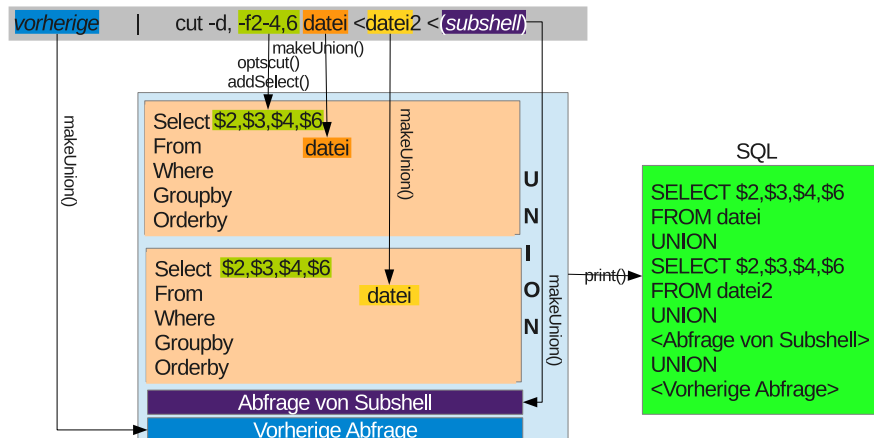 vorherige | cut -d, -f2-4,6 datei <datei2 <(subshell)
makeUnion()
optscut()
addSelect()
makeUnion()
makeUnion()
makeUnion()
Select $2,$3,$4,$6
From datei
Where
Groupby
Orderby
Select $2,$3,$4,$6
From datei
Where
Groupby
Orderby
UNION
Abfrage von Subshell
Vorherige Abfrage
print()
SQL
SELECT $2,$3,$4,$6
FROM datei
UNION
SELECT $2,$3,$4,$6
FROM datei2
UNION
<Abfrage von Subshell>
UNION
<Vorherige Abfrage>